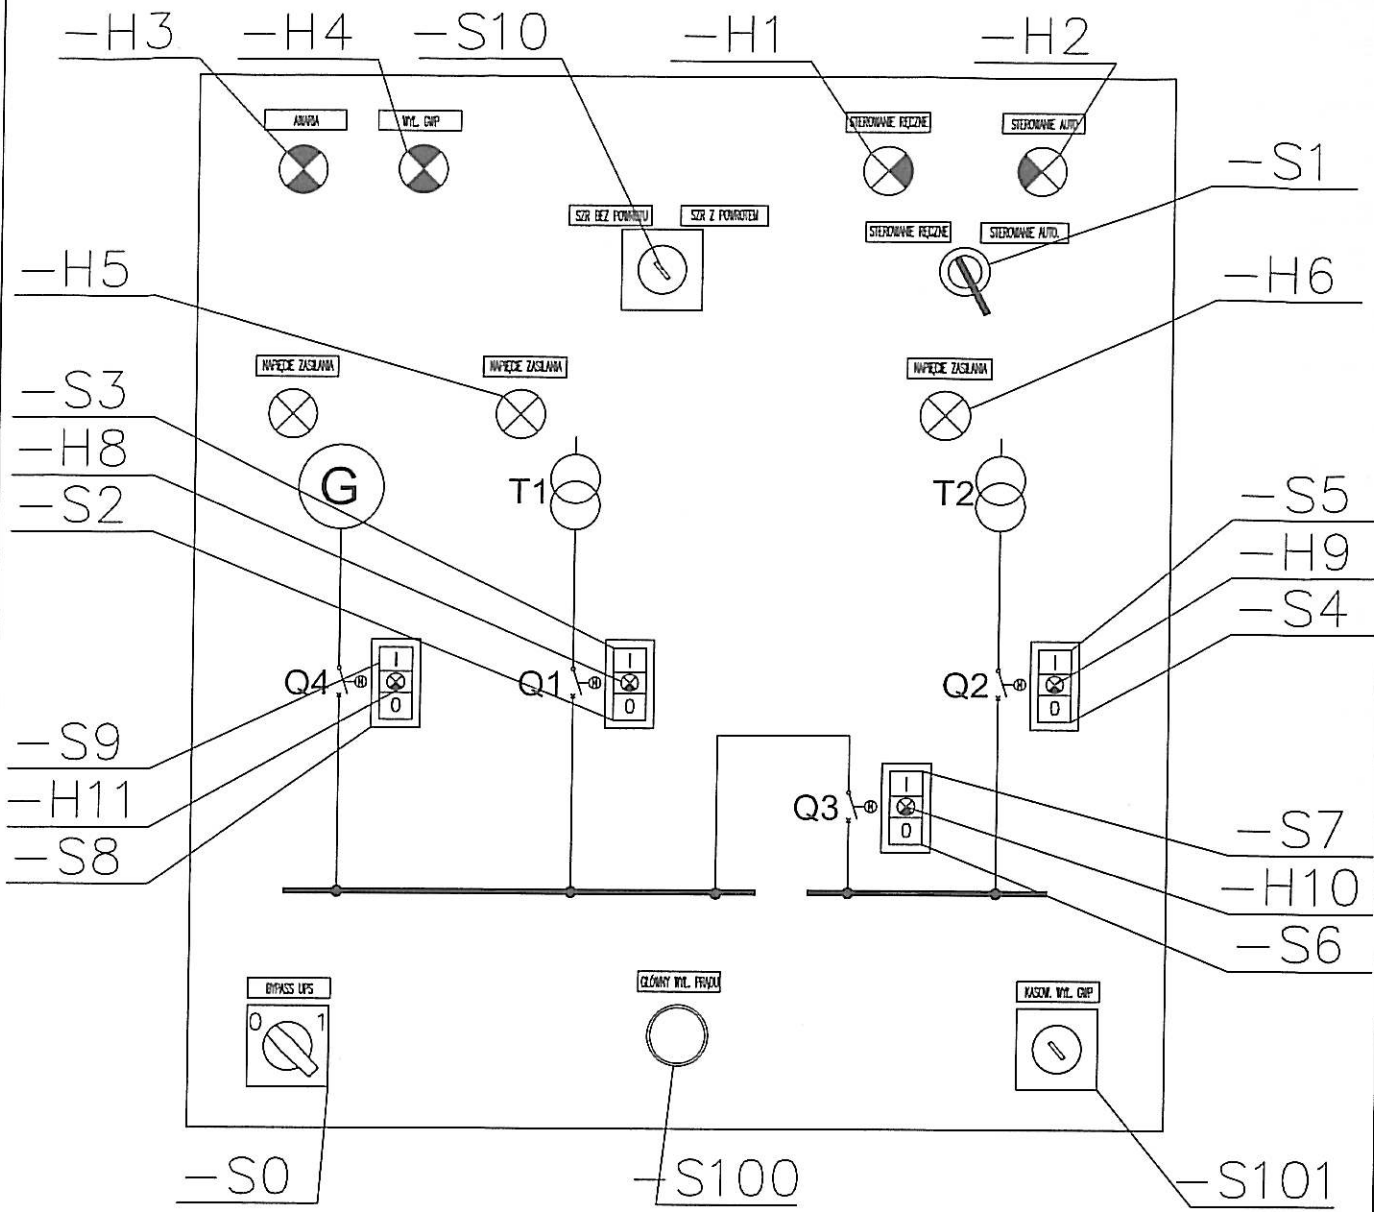 -H3 -H4 -S10 -H1 -H2
AWARIA WYŁ. GWP STEROWANIE RĘCZNE STEROWANIE AUTO
-S1
SZR BEZ POWROTU SZR Z POWROTEM STEROWANIE RĘCZNE STEROWANIE AUTO.
-H5 -H6
NAPIĘCIE ZASILANIA NAPIĘCIE ZASILANIA NAPIĘCIE ZASILANIA
-S3
-H8
G T1 T2
-S2 -S5
-H9
-S4
I I I
Q4 Q1 Q2
0 0 0
-S9
-H11
I
Q3
0
-S7
-S8
-H10
-S6
BYPASS UPS GŁÓWNY WYŁ. PRĄDU KASOW. WYŁ. GWP
0 1
-S0 -S100 -S101